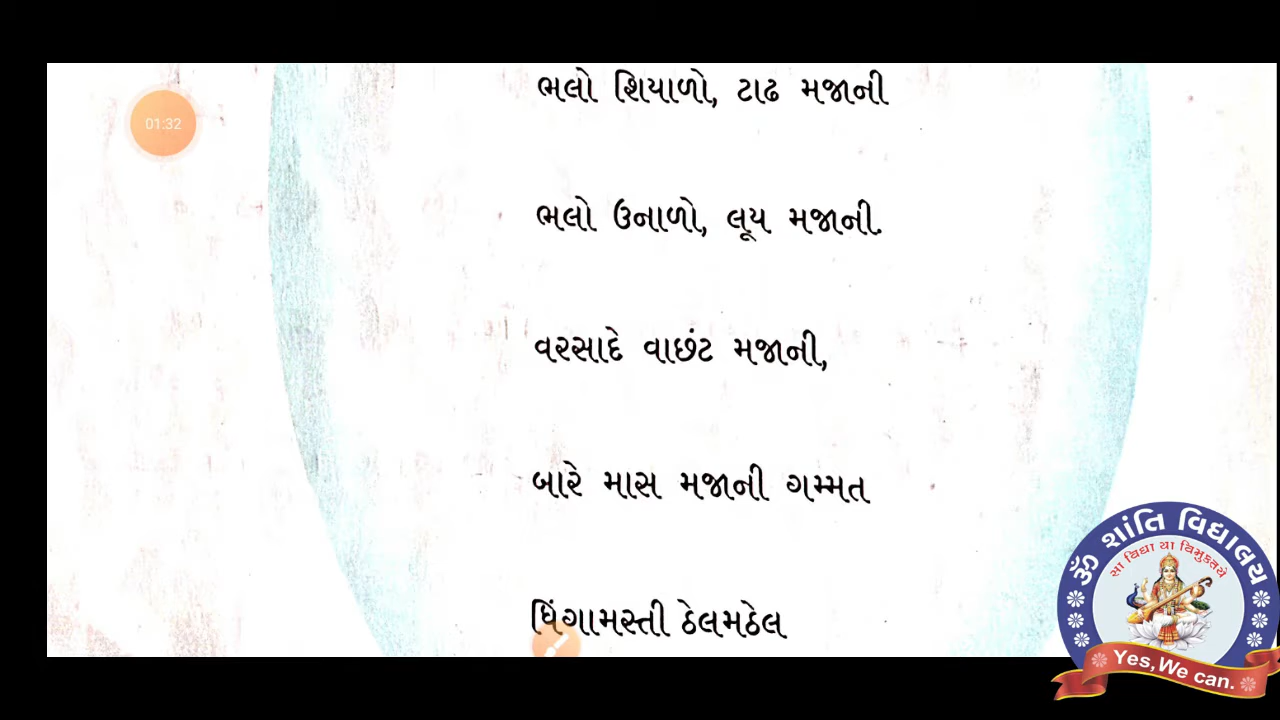 01:32
ભલો શિયાળો, ટાઢ મજાની
ભલો ઉનાળો, લૂય મજાની.
વરસાદે વાછંટ મજાની,
બારે માસ મજાની ગમ્મત
ધિંગામસ્તી ઠેલમઠેલ
ૐ શાંતિ વિદ્યાલય
સા વિદ્યા યા વિમુક્તયે
Yes, We can.